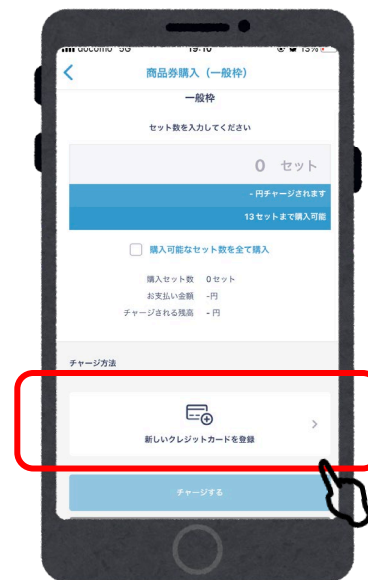 docomo 5G 19:10 13%
商品券購入（一般枠）
一般枠
セット数を入力してください
0 セット
- 円チャージされます
13セットまで購入可能
購入可能なセット数を全て購入
購入セット数 0セット
お支払い金額 -円
チャージされる残高 - 円
チャージ方法
新しいクレジットカードを登録
チャージする